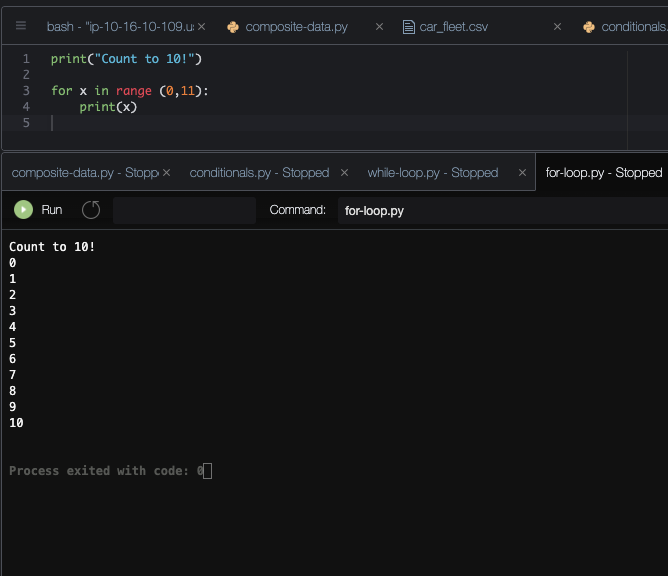 bash - "ip-10-16-10-109.u
composite-data.py
car_fleet.csv
conditionals.
1 print("Count to 10!")
2
3 for x in range (0,11):
4 print(x)
5
composite-data.py - Stopp
conditionals.py - Stopped
while-loop.py - Stopped
for-loop.py - Stopped
Run
Command:
for-loop.py
Count to 10!
0
1
2
3
4
5
6
7
8
9
10
Process exited with code: 0